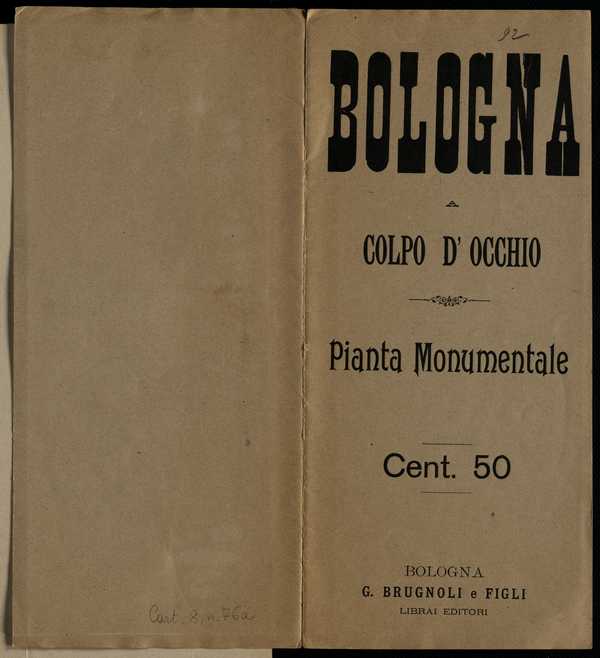 92
BOLOGNA
A
COLPO D' OCCHIO
Pianta Monumentale
Cent. 50
BOLOGNA
G. BRUGNOLI e FIGLI
LIBRAI EDITORI
Cart. 8, n. 76a